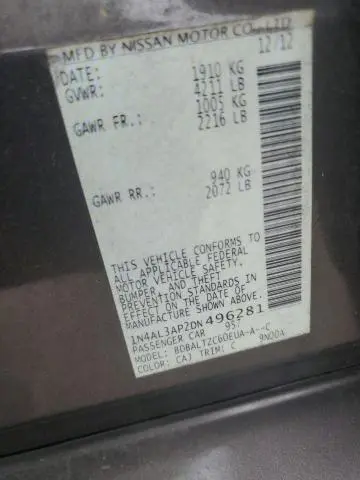 MFD BY NISSAN MOTOR CO., LTD
DATE: 12/12
GVWR: 1910 KG
4211 LB
GAWR FR.: 1005 KG
2216 LB
GAWR RR.: 940 KG
2072 LB
THIS VEHICLE CONFORMS TO
ALL APPLICABLE FEDERAL
MOTOR VEHICLE SAFETY,
BUMPER, AND THEFT
PREVENTION STANDARDS IN
EFFECT ON THE DATE OF
MANUFACTURE SHOWN ABOVE.
1N4AL3AP2DN496281
PASSENGER CAR 957
MODEL: BDBALTZC60EUA-A--C
COLOR: CAJ TRIM: C 9N00A